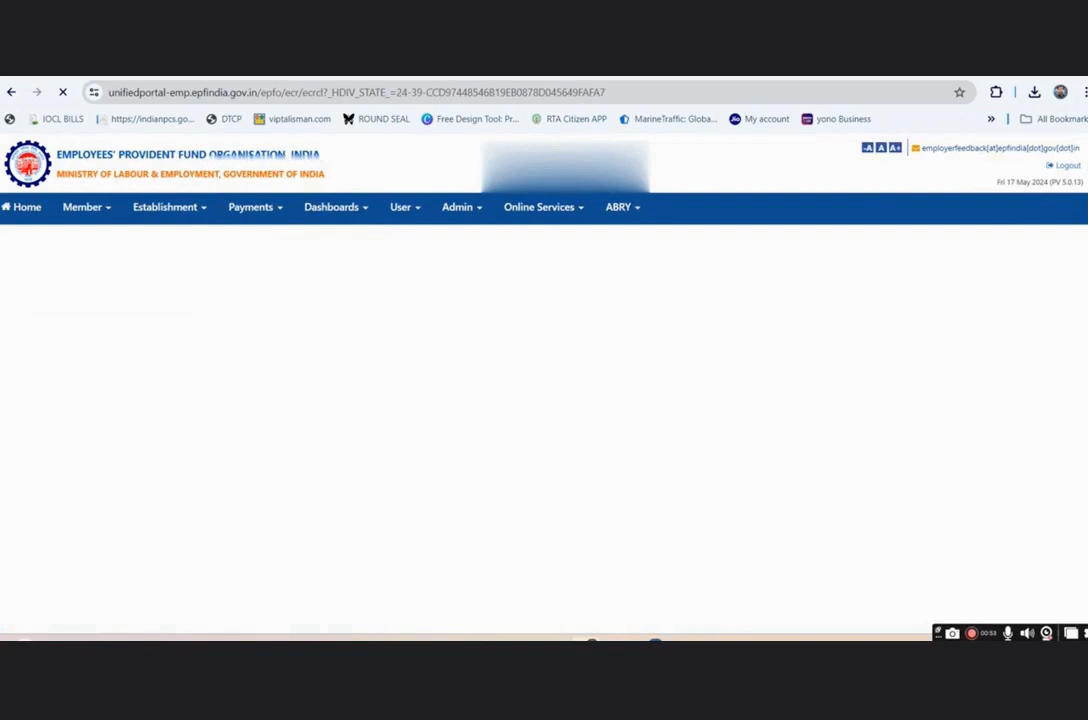 unifiedportal-emp.epfindia.gov.in/epfo/ecr/ecrcl?_HDIV_STATE_=24-39-CCD97448546B19EB0878D045649FAFA7
IOCL BILLS https://indianpcs.go... DTCP viptalisman.com ROUND SEAL Free Design Tool: Pr... RTA Citizen APP MarineTraffic: Globa... My account yono Business » All Bookmark
EMPLOYEES' PROVIDENT FUND ORGANISATION, INDIA
MINISTRY OF LABOUR & EMPLOYMENT, GOVERNMENT OF INDIA
-A A A+ employerfeedback[at]epfindia[dot]gov[dot]in
Logout
Fri 17 May 2024 (PV 5.0.13)
Home Member Establishment Payments Dashboards User Admin Online Services ABRY
00:53